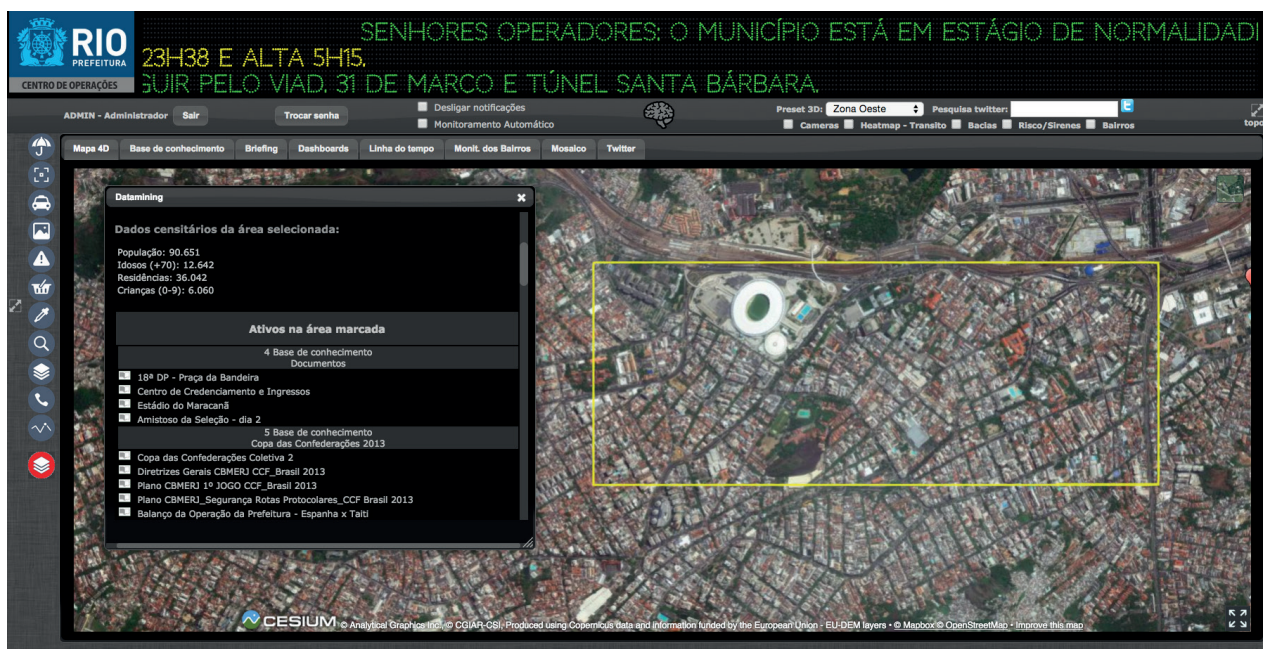 RIO
PREFEITURA
CENTRO DE OPERAÇÕES
SENHORES OPERADORES: O MUNICÍPIO ESTÁ EM ESTÁGIO DE NORMALIDAD
23H38 E ALTA 5H15.
GUIR PELO VIAD. 31 DE MARCO E TÚNEL SANTA BÁRBARA.
ADMIN - Administrador
Sair
Trocar senha
Desligar notificações
Monitoramento Automático
Preset 3D:
Zona Oeste
Pesquisa twitter:
Cameras
Heatmap - Transito
Bacias
Risco/Sirenes
Bairros
topo
Mapa 4D
Base de conhecimento
Briefing
Dashboards
Linha do tempo
Monit. dos Bairros
Mosaico
Twitter
Datamining
Dados censitários da área selecionada:
População: 90.651
Idosos (+70): 12.642
Residências: 36.042
Crianças (0-9): 6.060
Ativos na área marcada
4 Base de conhecimento
Documentos
18ª DP - Praça da Bandeira
Centro de Credenciamento e Ingressos
Estádio do Maracanã
Amistoso da Seleção - dia 2
5 Base de conhecimento
Copa das Confederações 2013
Copa das Confederações Coletiva 2
Diretrizes Gerais CBMERJ CCF_Brasil 2013
Plano CBMERJ 1º JOGO CCF_Brasil 2013
Plano CBMERJ_Segurança Rotas Protocolares_CCF Brasil 2013
Balanço da Operação da Prefeitura - Espanha x Taiti
CESIUM © Analytical Graphics Inc., © CGIAR-CSI, Produced using Copernicus data and information funded by the European Union - EU-DEM layers • © Mapbox © OpenStreetMap • Improve this map